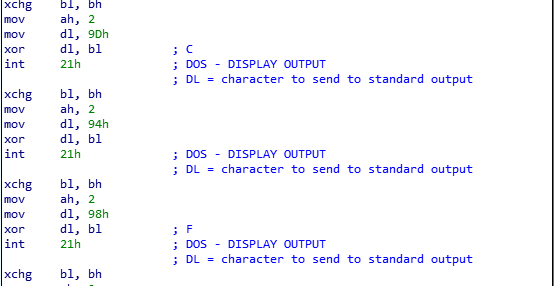 xchg bl, bh
mov ah, 2
mov dl, 9Dh
xor dl, bl ; C
int 21h ; DOS - DISPLAY OUTPUT
; DL = character to send to standard output
xchg bl, bh
mov ah, 2
mov dl, 94h
xor dl, bl
int 21h ; DOS - DISPLAY OUTPUT
; DL = character to send to standard output
xchg bl, bh
mov ah, 2
mov dl, 98h
xor dl, bl ; F
int 21h ; DOS - DISPLAY OUTPUT
; DL = character to send to standard output
xchg bl, bh